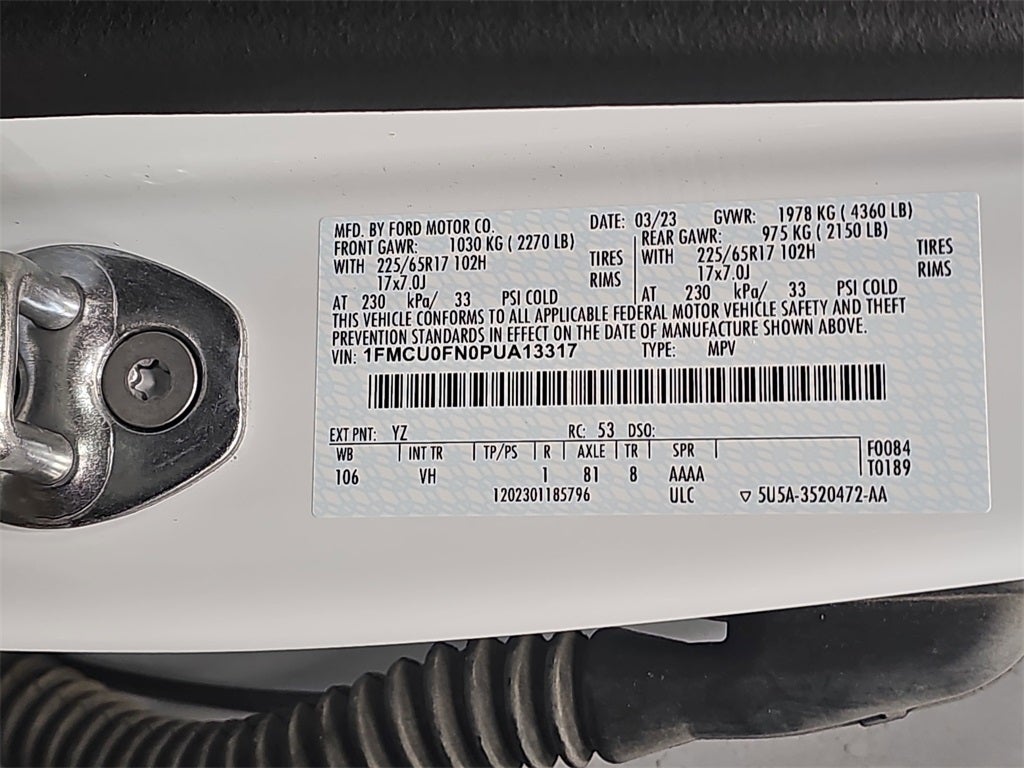 MFD. BY FORD MOTOR CO. DATE: 03/23 GVWR: 1978 KG ( 4360 LB)
FRONT GAWR: 1030 KG ( 2270 LB) REAR GAWR: 975 KG ( 2150 LB)
WITH 225/65R17 102H TIRES WITH 225/65R17 102H TIRES
17x7.0J RIMS 17x7.0J RIMS
AT 230 kPa/ 33 PSI COLD AT 230 kPa/ 33 PSI COLD
THIS VEHICLE CONFORMS TO ALL APPLICABLE FEDERAL MOTOR VEHICLE SAFETY AND THEFT
PREVENTION STANDARDS IN EFFECT ON THE DATE OF MANUFACTURE SHOWN ABOVE.
VIN: 1FMCU0FN0PUA13317 TYPE: MPV
EXT PNT: YZ RC: 53 DSO:
WB INT TR TP/PS R AXLE TR SPR F0084
106 VH 1 81 8 AAAA T0189
1202301185796 ULC ▽ 5U5A-3520472-AA